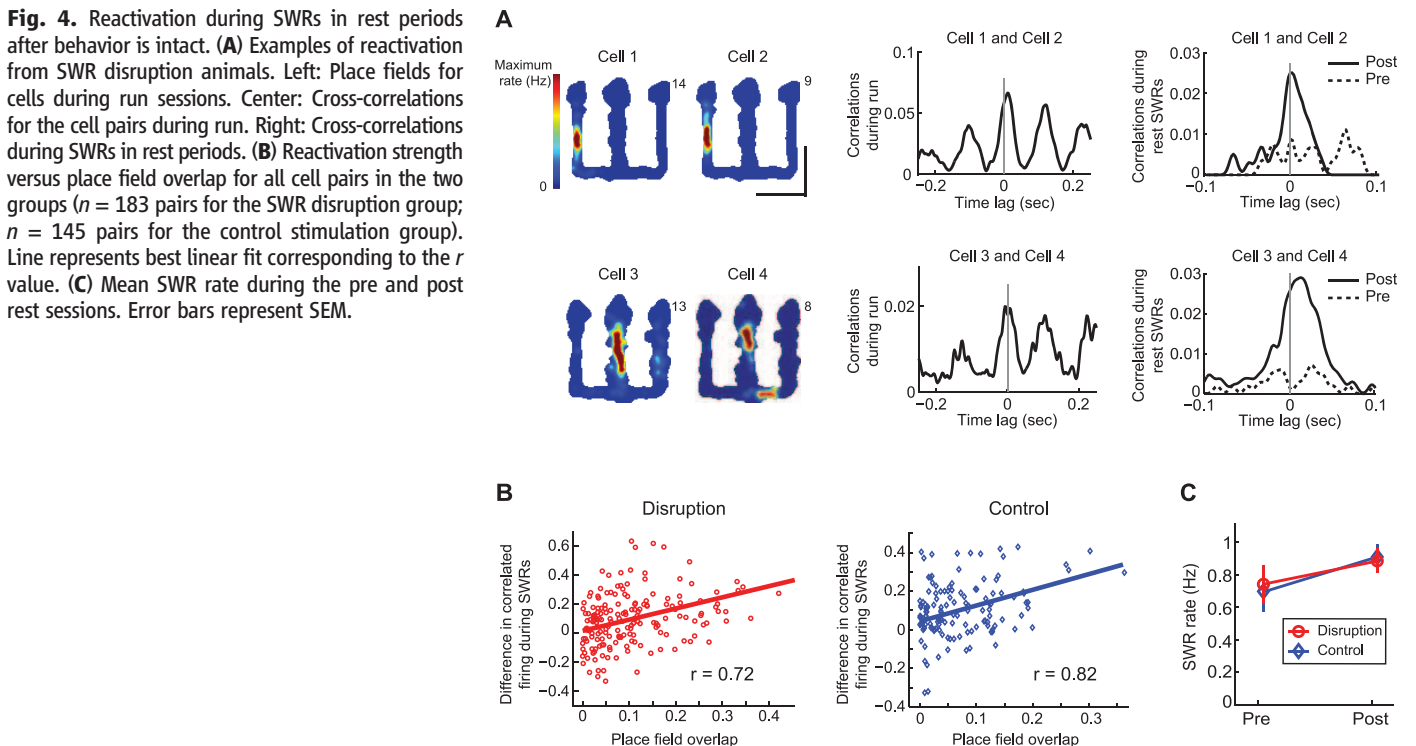 Fig. 4. Reactivation during SWRs in rest periods
after behavior is intact. (A) Examples of reactivation
from SWR disruption animals. Left: Place fields for
cells during run sessions. Center: Cross-correlations
for the cell pairs during run. Right: Cross-correlations
during SWRs in rest periods. (B) Reactivation strength
versus place field overlap for all cell pairs in the two
groups (n = 183 pairs for the SWR disruption group;
n = 145 pairs for the control stimulation group).
Line represents best linear fit corresponding to the r
value. (C) Mean SWR rate during the pre and post
rest sessions. Error bars represent SEM.
A
Maximum
rate (Hz)
0
Cell 1
14
Cell 2
9
Cell 1 and Cell 2
Correlations
during run
0.1
0.05
0
−0.2 0 0.2
Time lag (sec)
Cell 1 and Cell 2
Correlations during
rest SWRs
0.03
0.02
0.01
0
Post
Pre
−0.1 0 0.1
Time lag (sec)
Cell 3
13
Cell 4
8
Cell 3 and Cell 4
Correlations
during run
0.02
0
−0.2 0 0.2
Time lag (sec)
Cell 3 and Cell 4
Correlations during
rest SWRs
0.03
0.02
0.01
0
Post
Pre
−0.1 0 0.1
Time lag (sec)
B
Disruption
Difference in correlated
firing during SWRs
0.6
0.4
0.2
0
−0.2
−0.4
r = 0.72
0 0.1 0.2 0.3 0.4
Place field overlap
Control
Difference in correlated
firing during SWRs
0.4
0.2
0
−0.2
0.4
r = 0.82
0 0.1 0.2 0.3
Place field overlap
C
SWR rate (Hz)
1
0.8
0.6
0.4
0.2
0
Disruption
Control
Pre Post